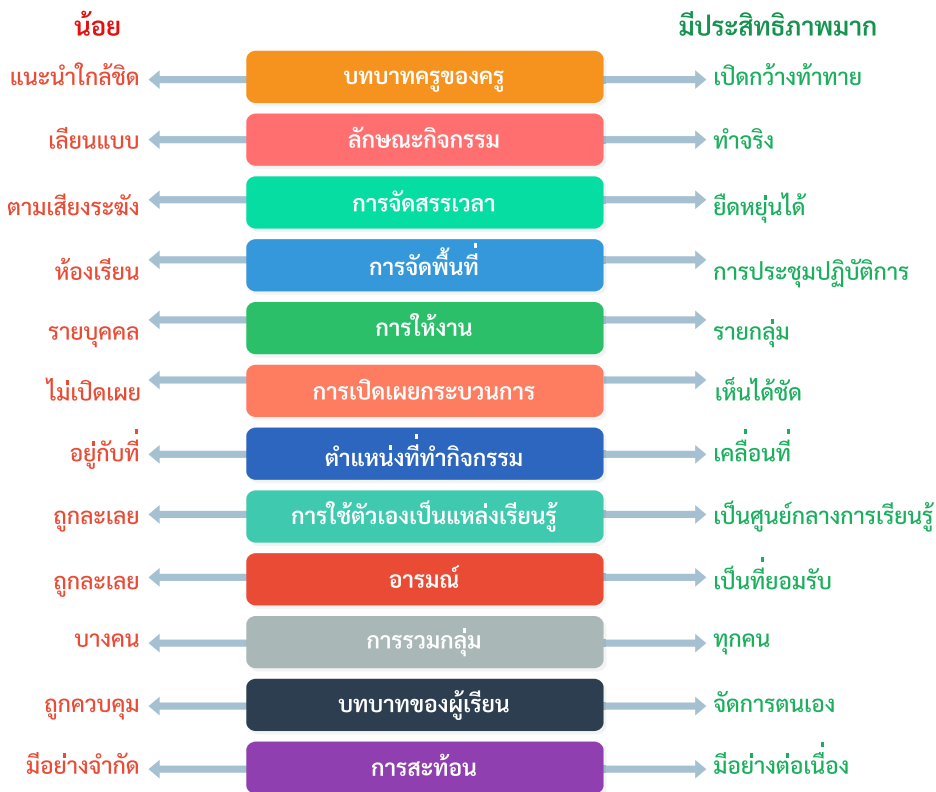 น้อย มีประสิทธิภาพมาก
แนะนำใกล้ชิด บทบาทครูของครู เปิดกว้างท้าทาย
เลียนแบบ ลักษณะกิจกรรม ทำจริง
ตามเสียงระฆัง การจัดสรรเวลา ยืดหยุ่นได้
ห้องเรียน การจัดพื้นที่ การประชุมปฏิบัติการ
รายบุคคล การให้งาน รายกลุ่ม
ไม่เปิดเผย การเปิดเผยกระบวนการ เห็นได้ชัด
อยู่กับที่ ตำแหน่งที่ทำกิจกรรม เคลื่อนที่
ถูกละเลย การใช้ตัวเองเป็นแหล่งเรียนรู้ เป็นศูนย์กลางการเรียนรู้
ถูกละเลย อารมณ์ เป็นที่ยอมรับ
บางคน การรวมกลุ่ม ทุกคน
ถูกควบคุม บทบาทของผู้เรียน จัดการตนเอง
มีอย่างจำกัด การสะท้อน มีอย่างต่อเนื่อง